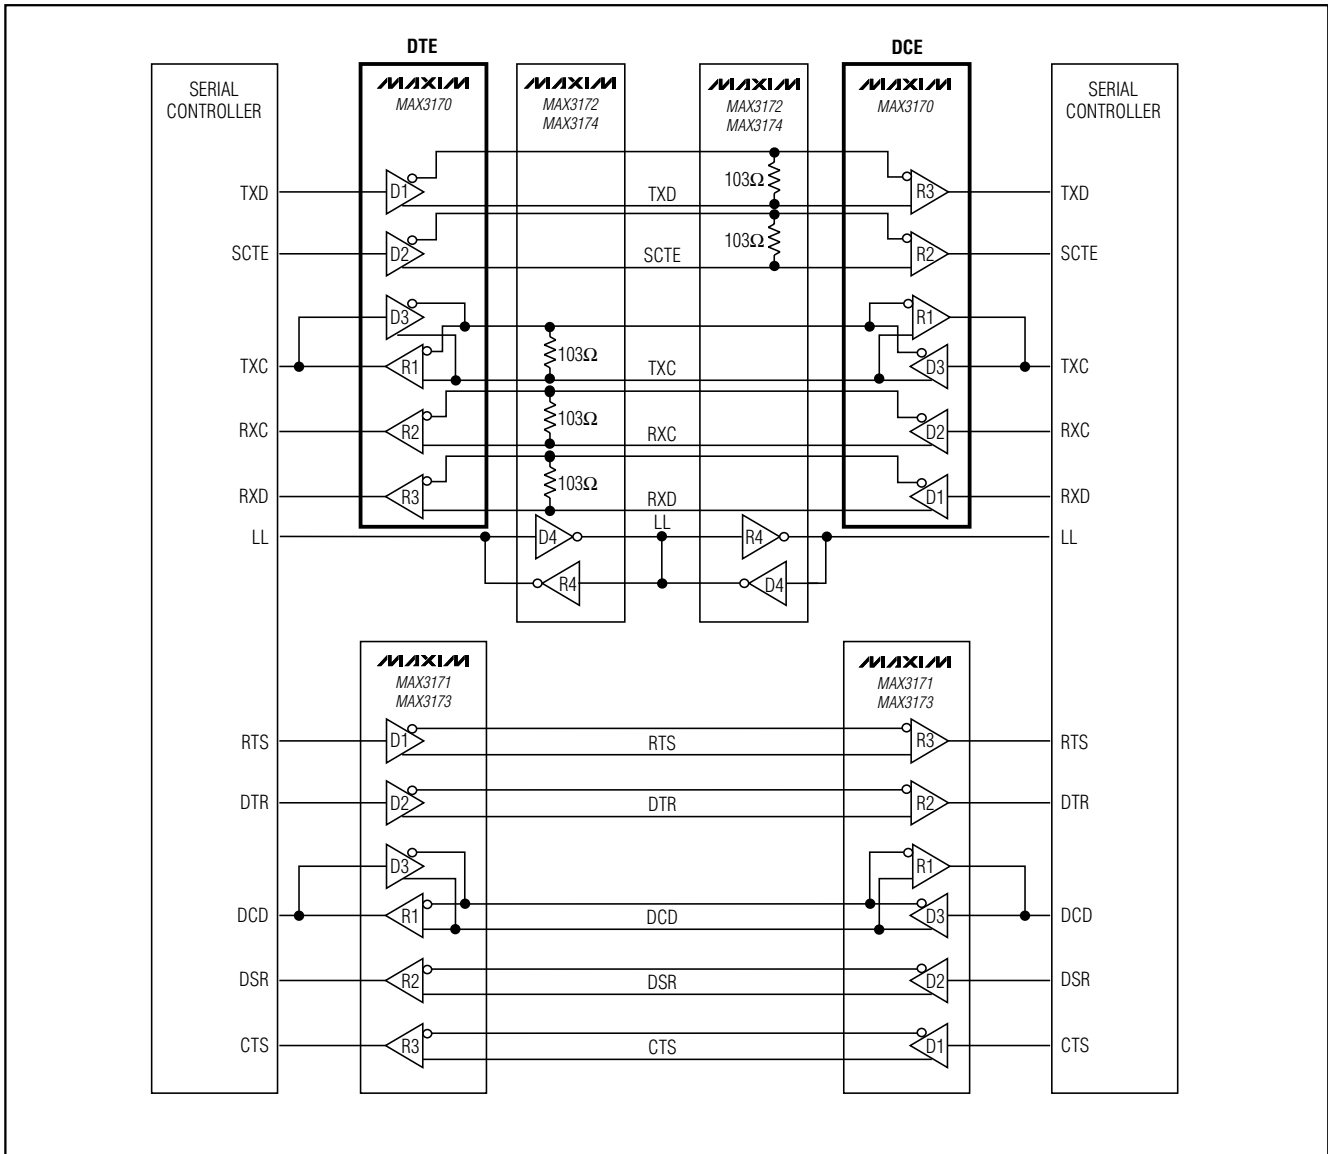 DTE
DCE
SERIAL
CONTROLLER
MAXIM
MAX3170
MAXIM
MAX3172
MAX3174
MAXIM
MAX3172
MAX3174
MAXIM
MAX3170
SERIAL
CONTROLLER
TXD
D1
TXD
103Ω
R3
TXD
SCTE
D2
SCTE
103Ω
R2
SCTE
D3
R1
TXC
R1
103Ω
TXC
D3
TXC
RXC
R2
103Ω
RXC
D2
RXC
RXD
R3
103Ω
RXD
D1
RXD
LL
D4
LL
R4
LL
R4
D4
MAXIM
MAX3171
MAX3173
MAXIM
MAX3171
MAX3173
RTS
D1
RTS
R3
RTS
DTR
D2
DTR
R2
DTR
D3
R1
DCD
R1
DCD
D3
DCD
DSR
R2
DSR
D2
DSR
CTS
R3
CTS
D1
CTS